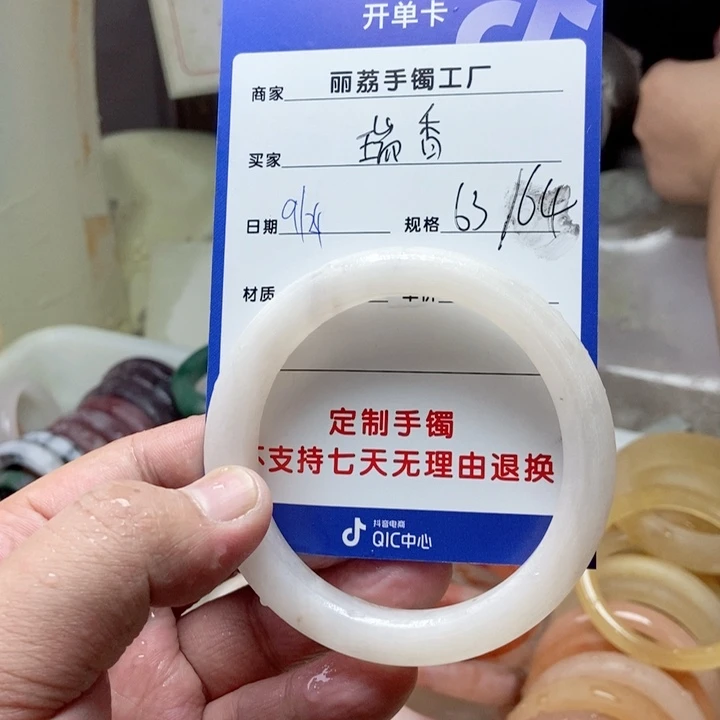 开单卡
商家 丽荔手镯工厂
买家 瑞香
日期 9/24 规格 63/64
材质
定制手镯
不支持七天无理由退换
抖音电商
QIC中心